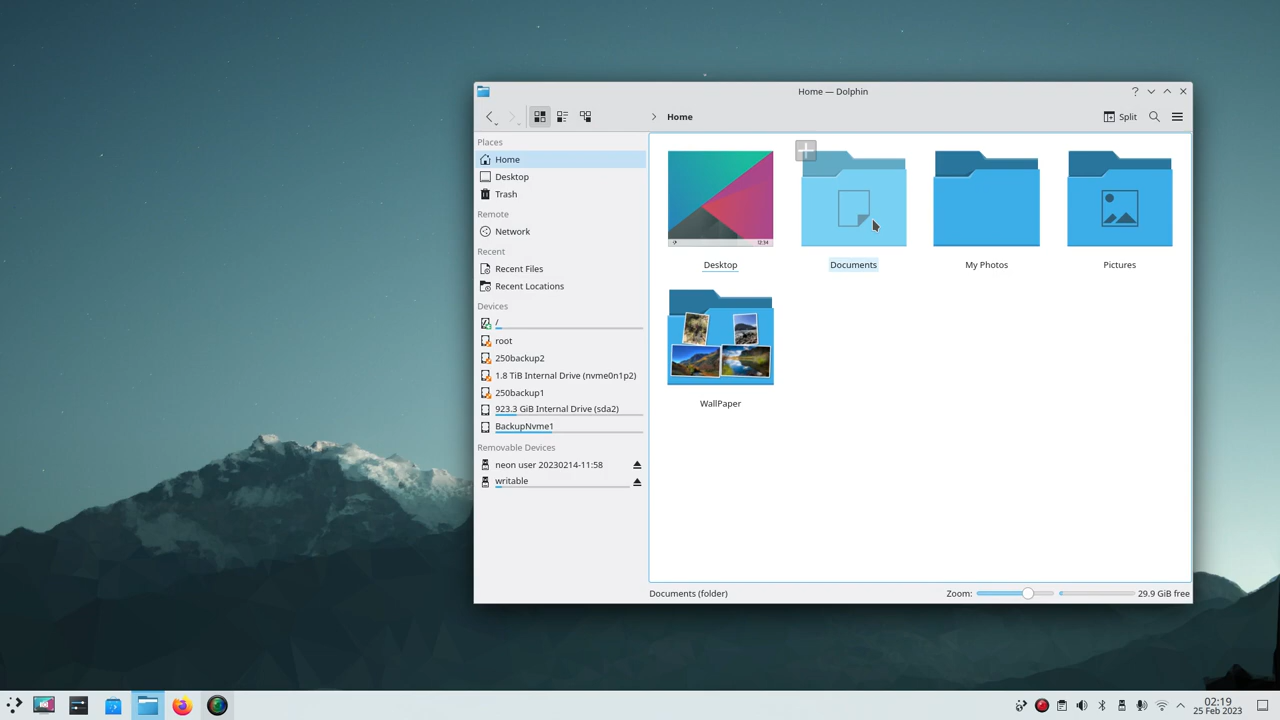 Home — Dolphin
Home
Split
Places
Home
Desktop
Trash
Remote
Network
Recent
Recent Files
Recent Locations
Devices
/
root
250backup2
1.8 TiB Internal Drive (nvme0n1p2)
250backup1
923.3 GiB Internal Drive (sda2)
BackupNvme1
Removable Devices
neon user 20230214-11:58
writable
12:34
Desktop
Documents
My Photos
Pictures
WallPaper
Documents (folder)
Zoom:
29.9 GiB free
02:19
25 Feb 2023